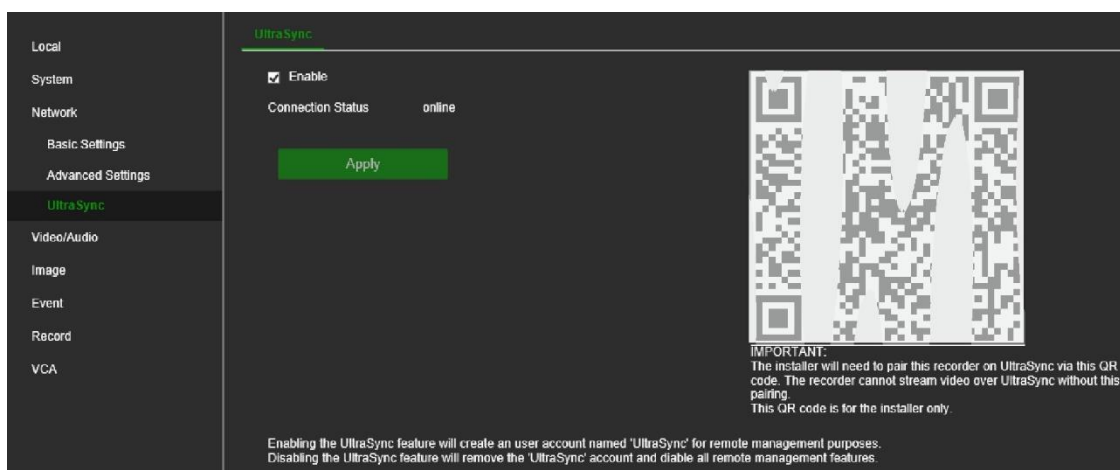 Local
System
Network
Basic Settings
Advanced Settings
UltraSync
Video/Audio
Image
Event
Record
VCA
UltraSync
Enable
Connection Status online
Apply
IMPORTANT:
The installer will need to pair this recorder on UltraSync via this QR
code. The recorder cannot stream video over UltraSync without this
pairing.
This QR code is for the installer only.
Enabling the UltraSync feature will create an user account named 'UltraSync' for remote management purposes.
Disabling the UltraSync feature will remove the 'UltraSync' account and diable all remote management features.